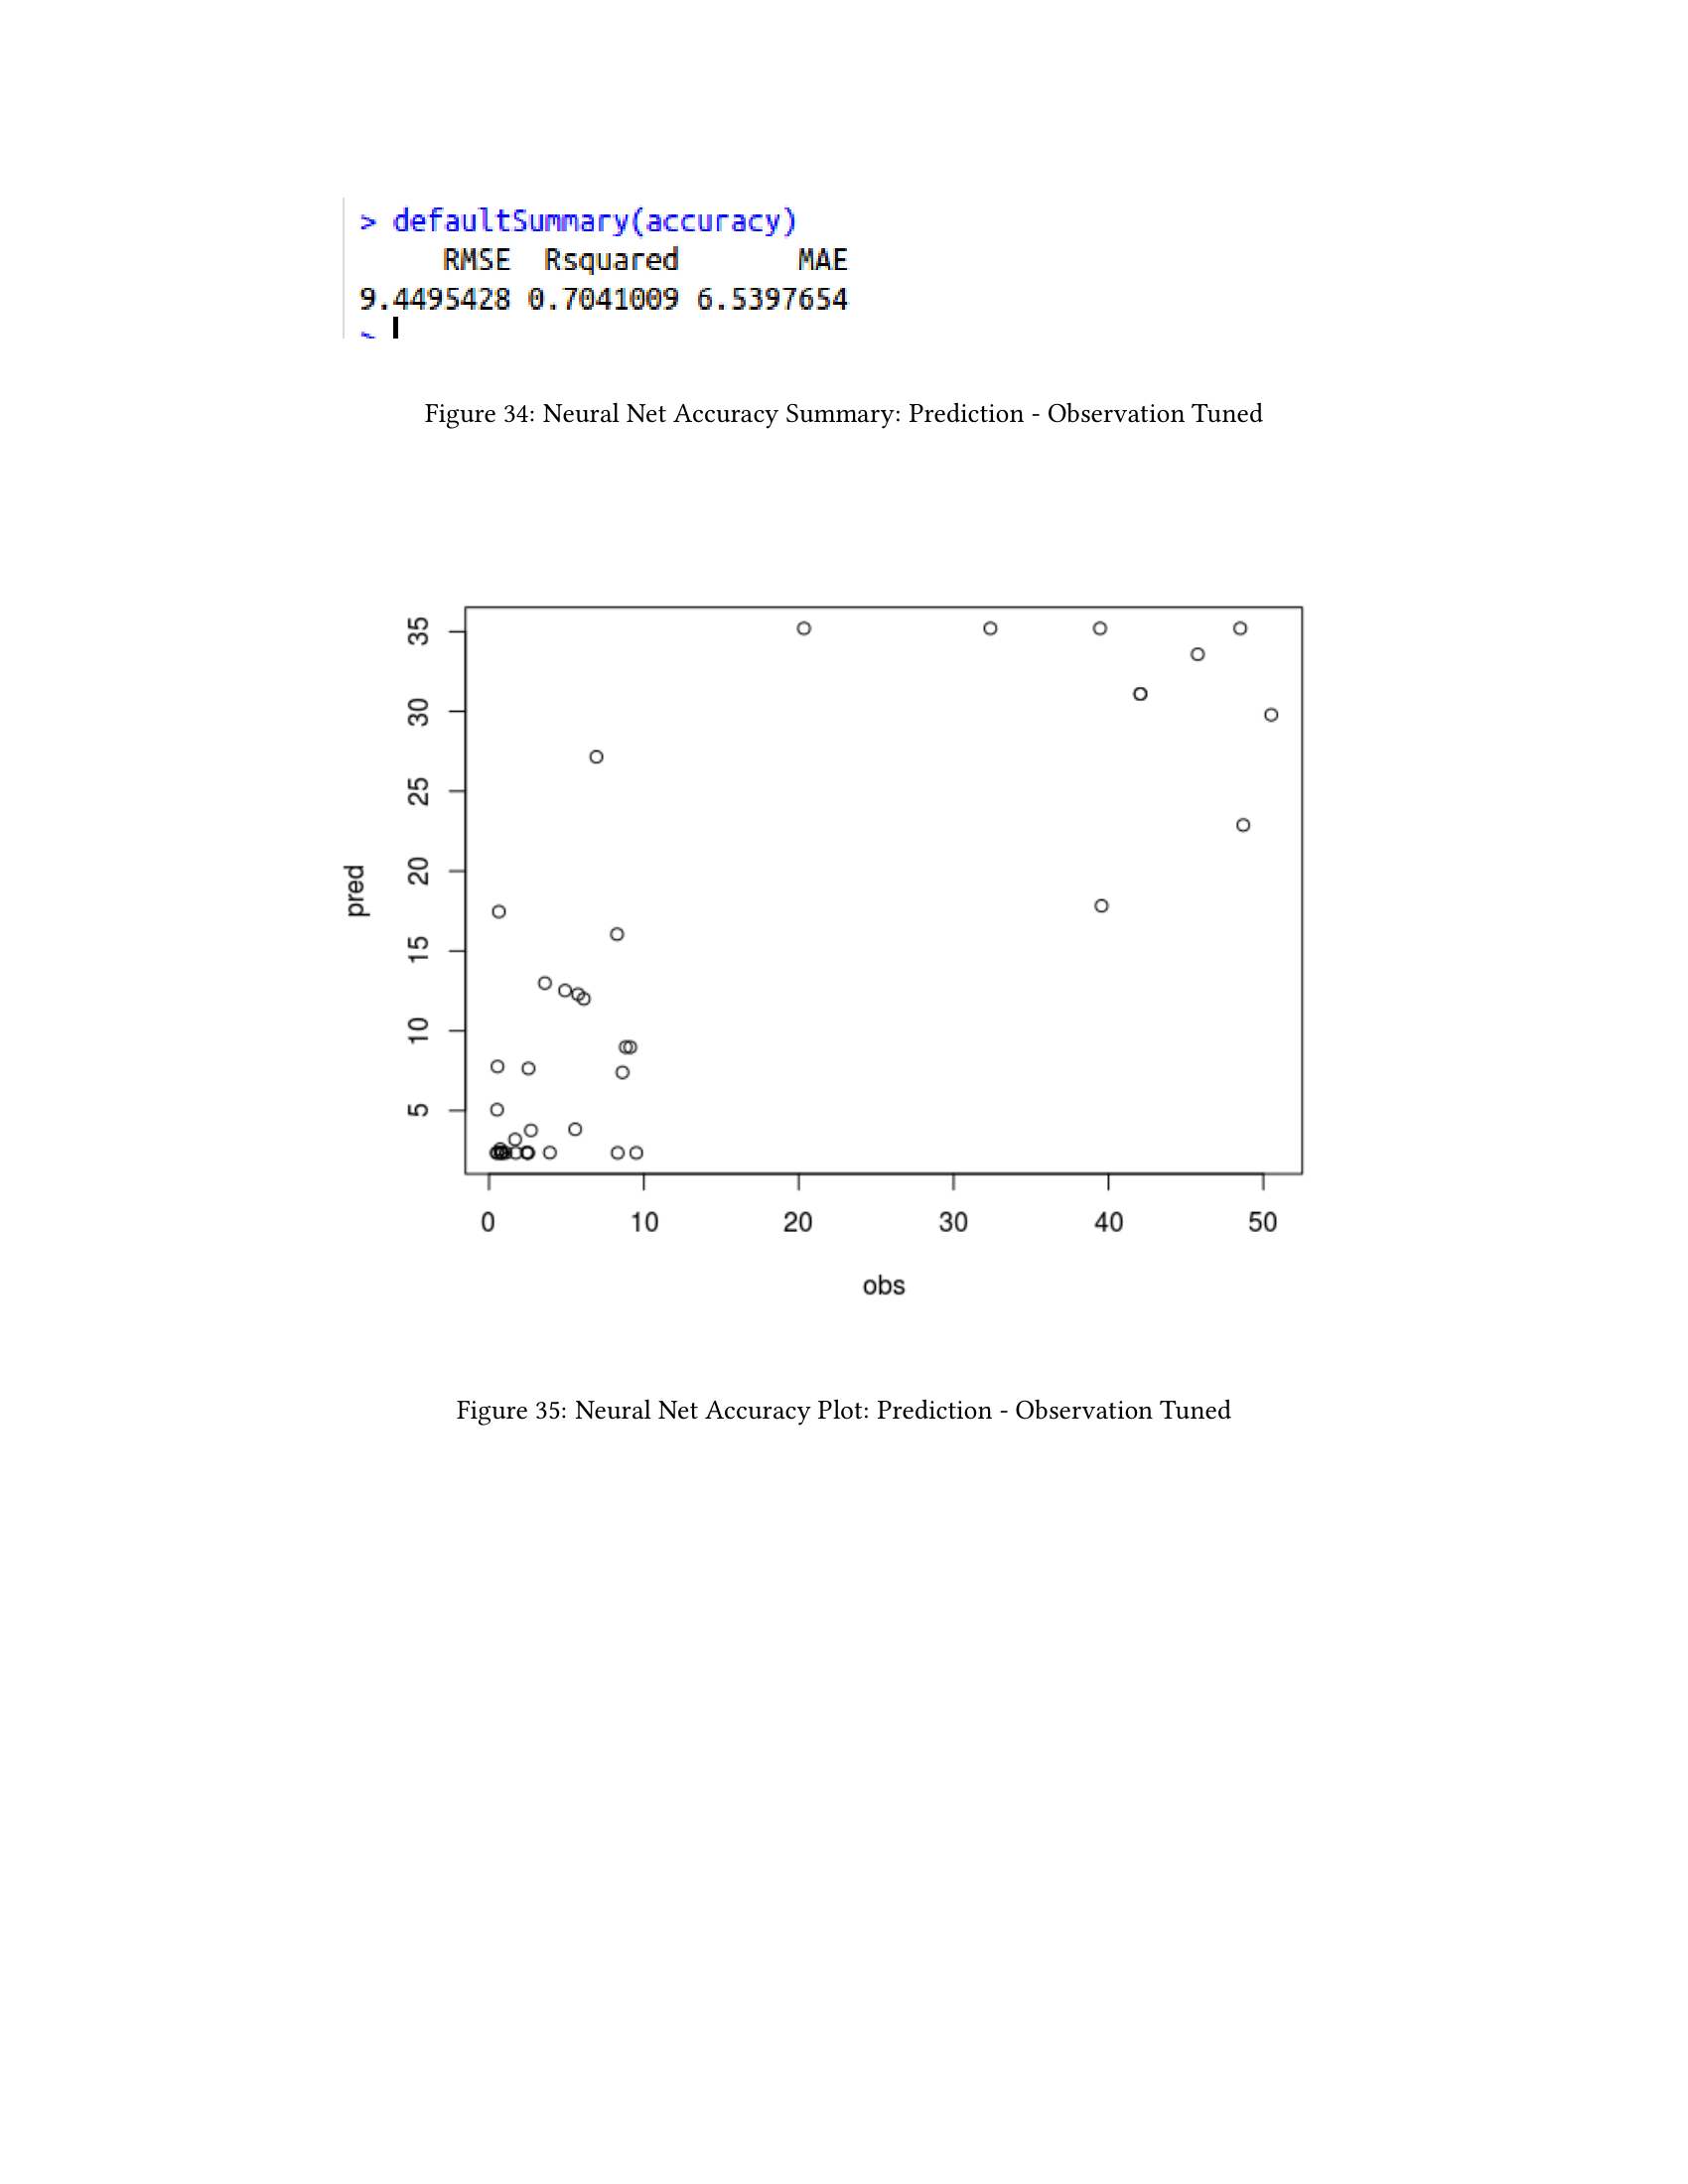 > defaultSummary(accuracy)
RMSE Rsquared MAE
9.4495428 0.7041009 6.5397654
>
Figure 34: Neural Net Accuracy Summary: Prediction - Observation Tuned
35
30
25
20
15
10
5
pred
0 10 20 30 40 50
obs
Figure 35: Neural Net Accuracy Plot: Prediction - Observation Tuned